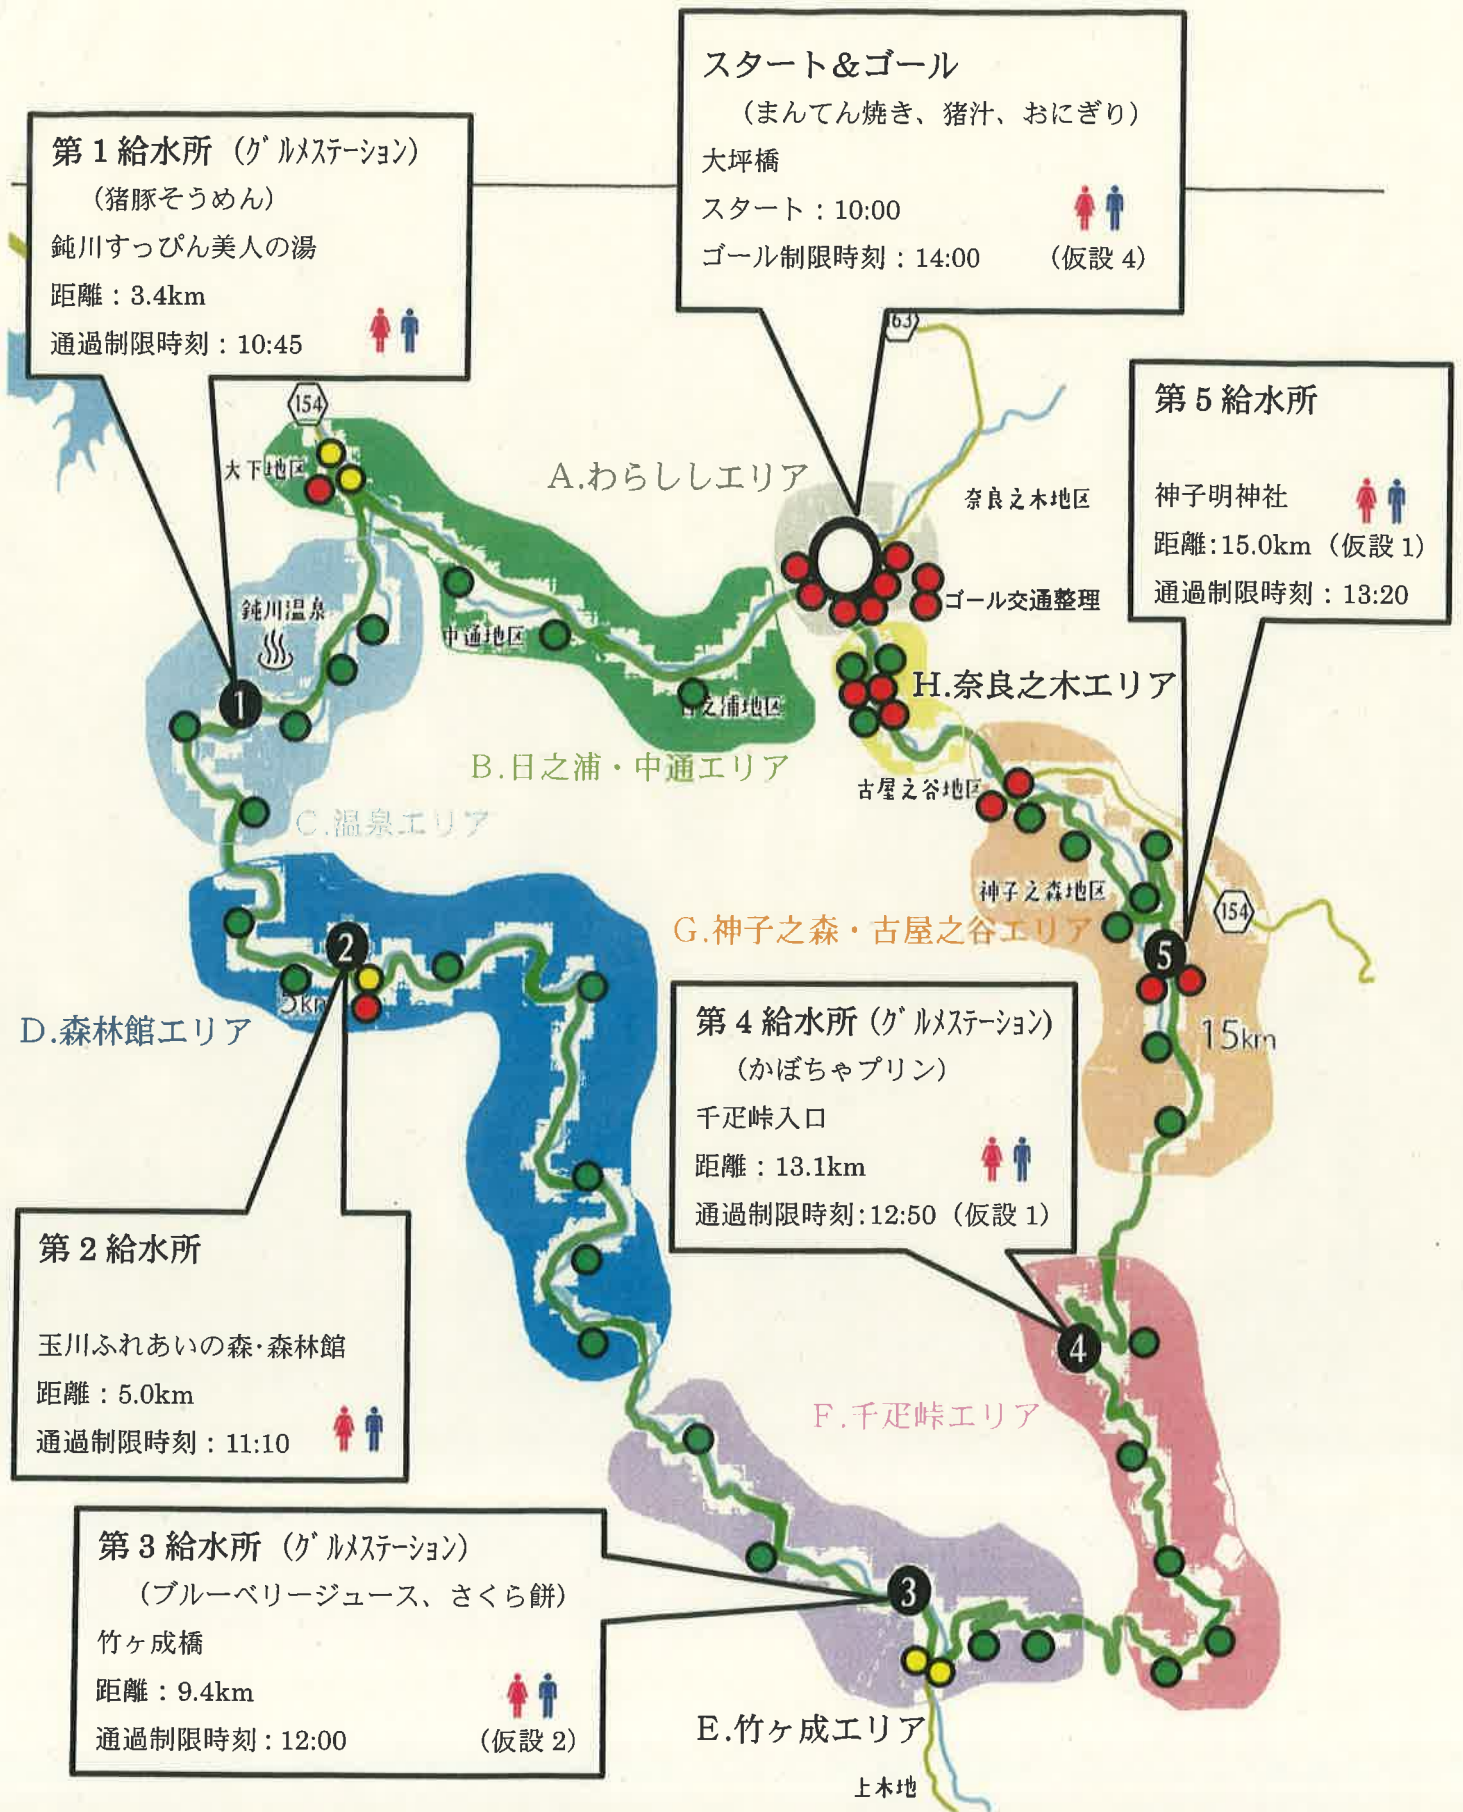 スタート&ゴール
(まんてん焼き、猪汁、おにぎり)
大坪橋
スタート：10:00
ゴール制限時刻：14:00 (仮設 4)
第 1 給水所 (グルメステーション)
(猪豚そうめん)
鈍川すっぴん美人の湯
距離：3.4km
通過制限時刻：10:45
163
154
第 5 給水所
神子明神社
距離:15.0km (仮設 1)
通過制限時刻：13:20
大下地区
A.わらししエリア
奈良之木地区
ゴール交通整理
鈍川温泉
中通地区
1
H.奈良之木エリア
之浦地区
B.日之浦・中通エリア
古屋之谷地区
C.温泉エリア
神子之森地区
154
G.神子之森・古屋之谷エリア
2
5
5km
D.森林館エリア
15km
第 4 給水所 (グルメステーション)
(かぼちゃプリン)
千疋峠入口
距離：13.1km
通過制限時刻:12:50 (仮設 1)
第 2 給水所
玉川ふれあいの森･森林館
距離：5.0km
通過制限時刻：11:10
4
F.千疋峠エリア
第 3 給水所 (グルメステーション)
(ブルーベリージュース、さくら餅)
竹ヶ成橋
距離：9.4km
通過制限時刻：12:00 (仮設 2)
3
E.竹ヶ成エリア
上木地